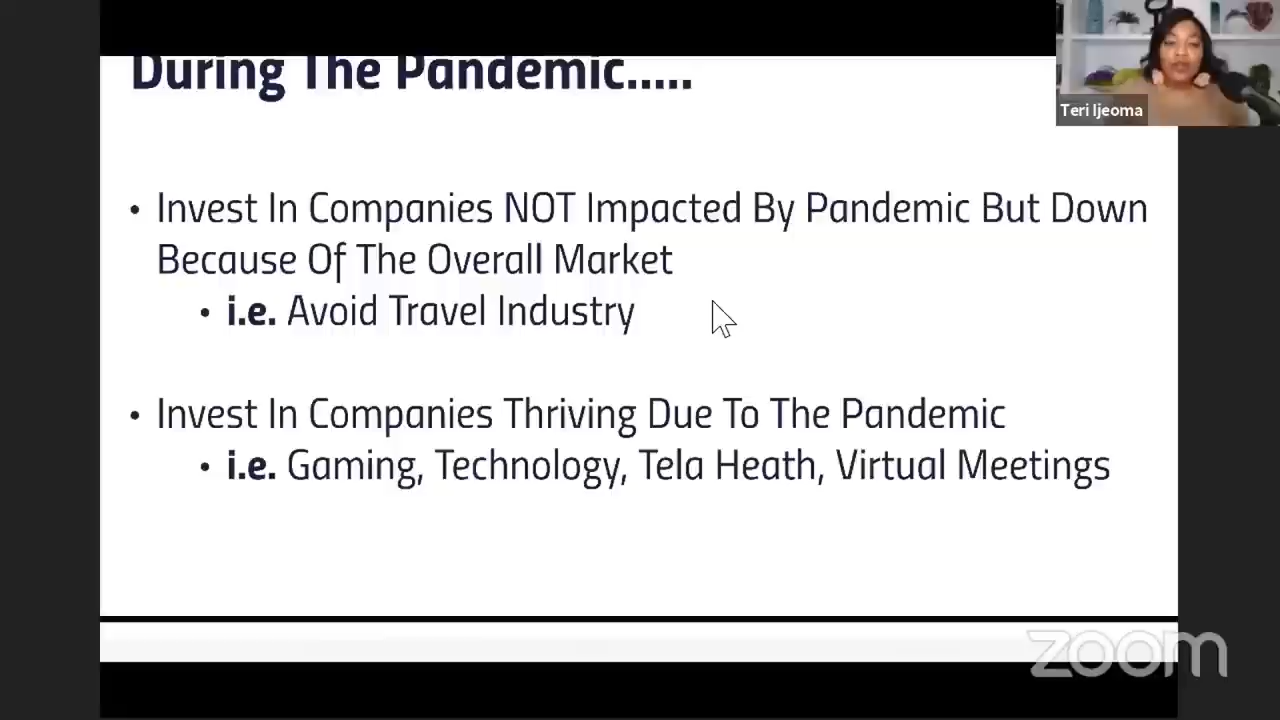 During The Pandemic.....
Teri Ijeoma
• Invest In Companies NOT Impacted By Pandemic But Down
Because Of The Overall Market
• i.e. Avoid Travel Industry
• Invest In Companies Thriving Due To The Pandemic
• i.e. Gaming, Technology, Tela Heath, Virtual Meetings
zoom